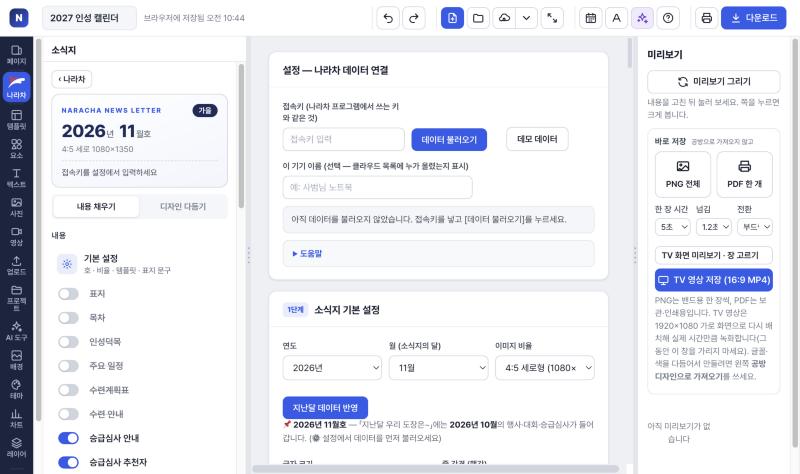 N
2027 인성 캘린더
브라우저에 저장됨 오전 10:44
A
다운로드
페이지
나라차
템플릿
요소
텍스트
사진
영상
업로드
프로젝트
AI 도구
배경
테마
차트
레이어
소식지
‹ 나라차
NARACHA NEWS LETTER
가을
2026년 11월호
4:5 세로 1080×1350
접속키를 설정에서 입력하세요
내용 채우기
디자인 다듬기
내용
기본 설정
호 · 비율 · 템플릿 · 표지 문구
표지
목차
인성덕목
주요 일정
수련계획표
수련 안내
승급심사 안내
승급심사 추천자
설정 — 나라차 데이터 연결
접속키 (나라차 프로그램에서 쓰는 키
와 같은 것)
접속키 입력
데이터 불러오기
데모 데이터
이 기기 이름 (선택 — 클라우드 목록에 누가 올렸는지 표시)
예: 사범님 노트북
아직 데이터를 불러오지 않았습니다. 접속키를 넣고 [데이터 불러오기]를 누르세요.
▶ 도움말
1단계
소식지 기본 설정
연도
월 (소식지의 달)
이미지 비율
2026년
11월
4:5 세로형 (1080×
지난달 데이터 반영
📌 2026년 11월호 — 「지난달 우리 도장은~」에는 2026년 10월의 행사·대회·승급심사가 들어
갑니다. (⚙ 설정에서 데이터를 먼저 불러오세요)
글자 크기
미리보기
미리보기 그리기
내용을 고친 뒤 눌러 보세요. 쪽을 누르면
크게 봅니다.
바로 저장 공방으로 가져오지 않고
PNG 전체
PDF 한 개
한 장 시간
넘김
전환
5초
1.2초
부드
TV 화면 미리보기 · 장 고르기
TV 영상 저장 (16:9 MP4)
PNG는 밴드용 한 장씩, PDF는 보
관·인쇄용입니다. TV 영상은
1920×1080 가로 화면으로 다시 배
치해 실제 시간만큼 녹화합니다(그
동안 이 창을 가리지 마세요). 글꼴·
색을 다듬어서 만들려면 왼쪽 공방
디자인으로 가져오기를 쓰세요.
아직 미리보기가 없
습니다